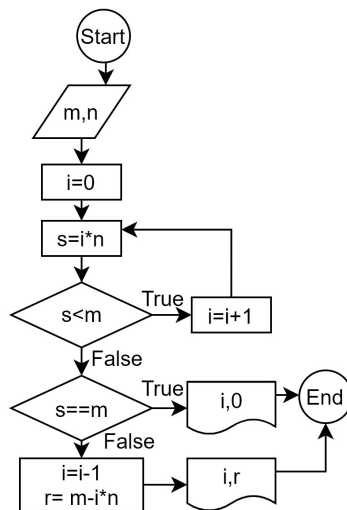 Start
m,n
i=0
s=i*n
s<m
True
i=i+1
False
s==m
True
i,0
End
False
i=i-1
r= m-i*n
i,r